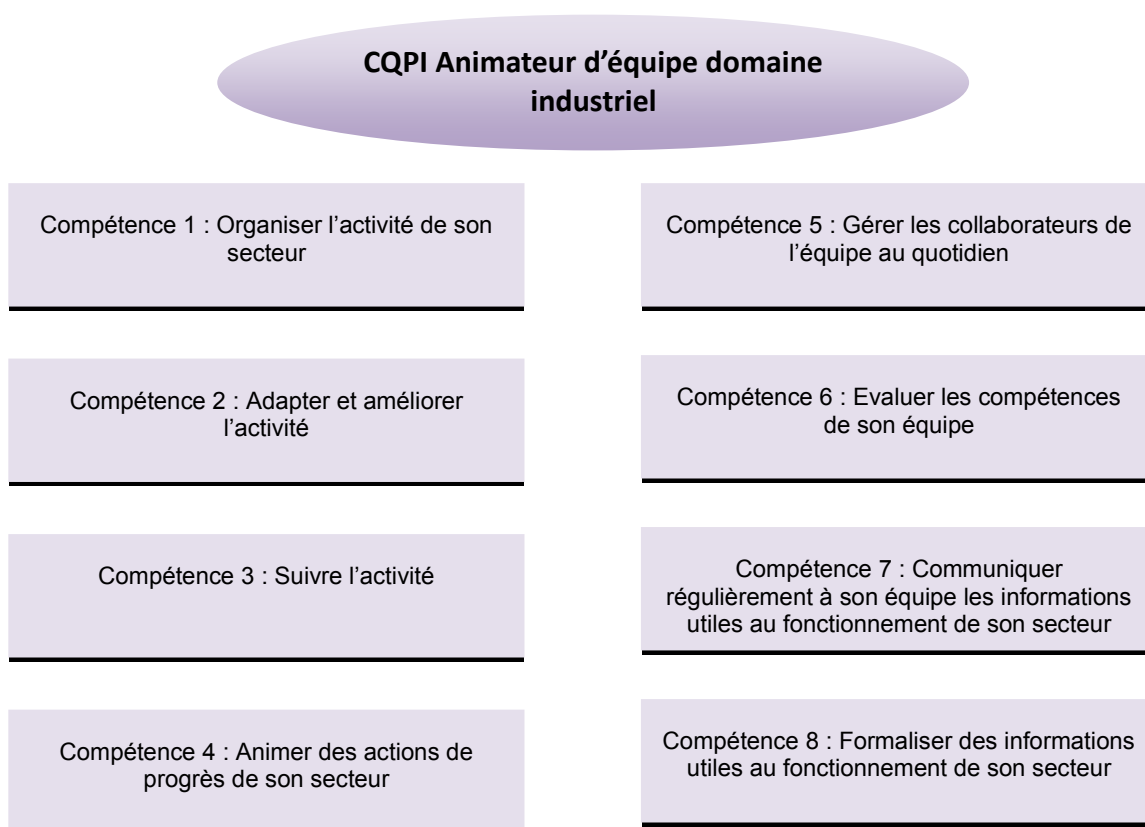 CQPI Animateur d’équipe domaine
industriel
Compétence 1 : Organiser l’activité de son
secteur
Compétence 2 : Adapter et améliorer
l’activité
Compétence 3 : Suivre l’activité
Compétence 4 : Animer des actions de
progrès de son secteur
Compétence 5 : Gérer les collaborateurs de
l’équipe au quotidien
Compétence 6 : Evaluer les compétences
de son équipe
Compétence 7 : Communiquer
régulièrement à son équipe les informations
utiles au fonctionnement de son secteur
Compétence 8 : Formaliser des informations
utiles au fonctionnement de son secteur